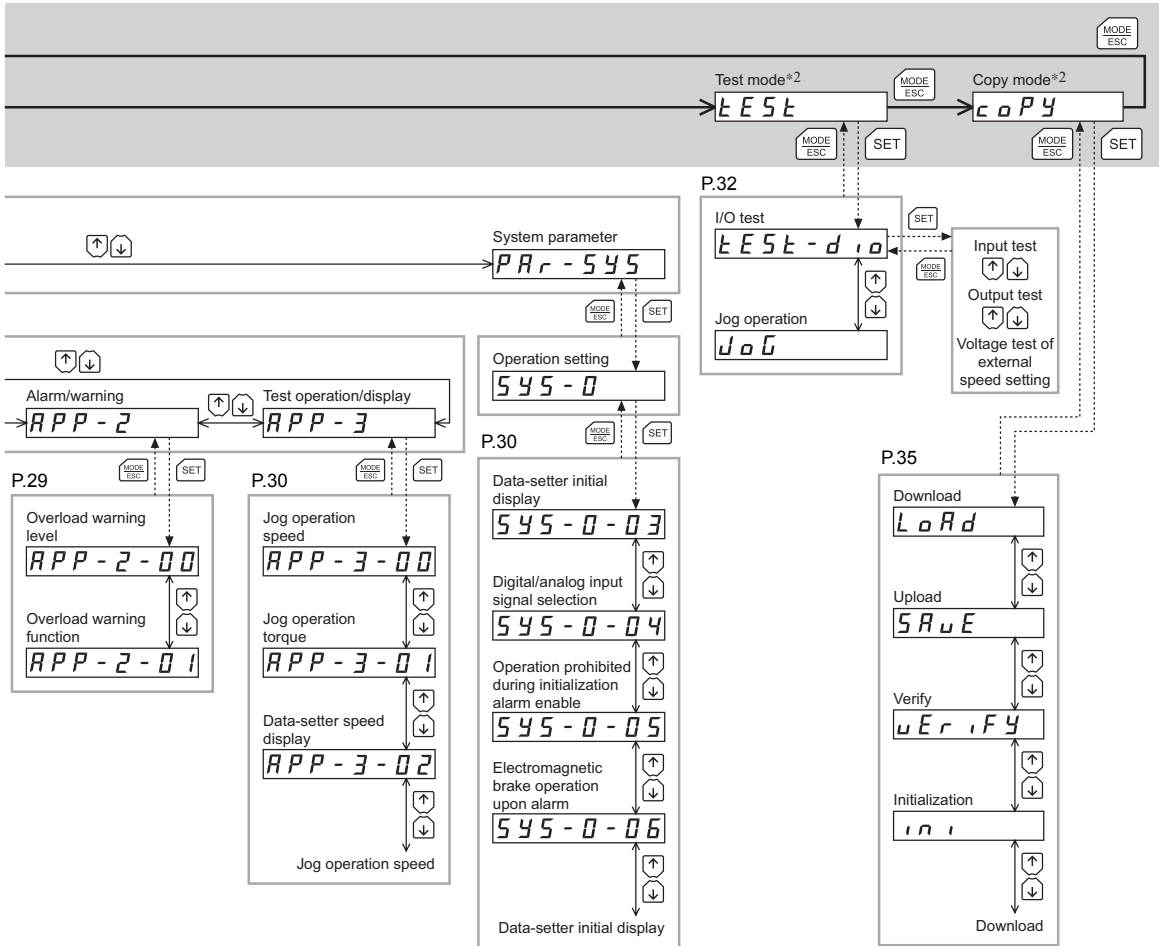 MODE
ESC
Test mode*2
MODE
ESC
Copy mode*2
tESt
coPY
MODE
ESC
SET
MODE
ESC
SET
P.32
I/O test
tESt-dio
SET
MODE
ESC
↑
↓
Jog operation
JoG
Input test
↑ ↓
Output test
↑ ↓
Voltage test of
external
speed setting
↑ ↓
System parameter
PAr-SYS
MODE
ESC
SET
Operation setting
SYS-0
MODE
ESC
SET
↑ ↓
Alarm/warning
APP-2
↑ ↓
Test operation/display
APP-3
MODE
ESC
SET
MODE
ESC
SET
P.29
Overload warning
level
APP-2-00
↑
↓
Overload warning
function
APP-2-01
P.30
Jog operation
speed
APP-3-00
↑
↓
Jog operation
torque
APP-3-01
↑
↓
Data-setter speed
display
APP-3-02
↑
↓
Jog operation speed
P.30
Data-setter initial
display
SYS-0-03
↑
↓
Digital/analog input
signal selection
SYS-0-04
↑
↓
Operation prohibited
during initialization
alarm enable
SYS-0-05
↑
↓
Electromagnetic
brake operation
upon alarm
SYS-0-06
↑
↓
Data-setter initial display
P.35
Download
LoAd
↑
↓
Upload
SAvE
↑
↓
Verify
vEriFY
↑
↓
Initialization
ini
↑
↓
Download